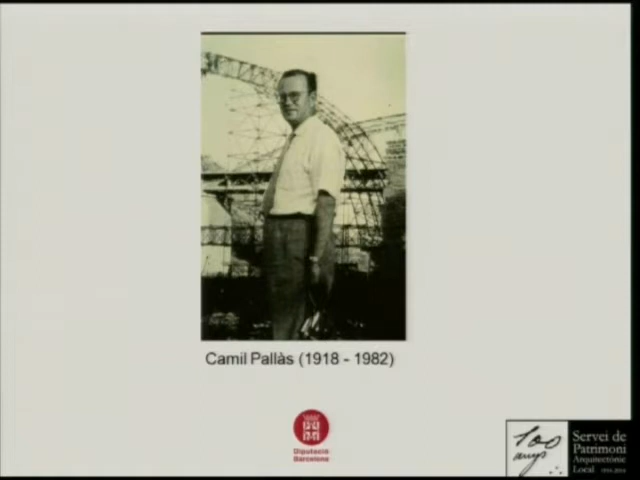 Camil Pallàs (1918 - 1982)
Diputació
Barcelona
100
anys
Servei de
Patrimoni
Arquitectònic
Local